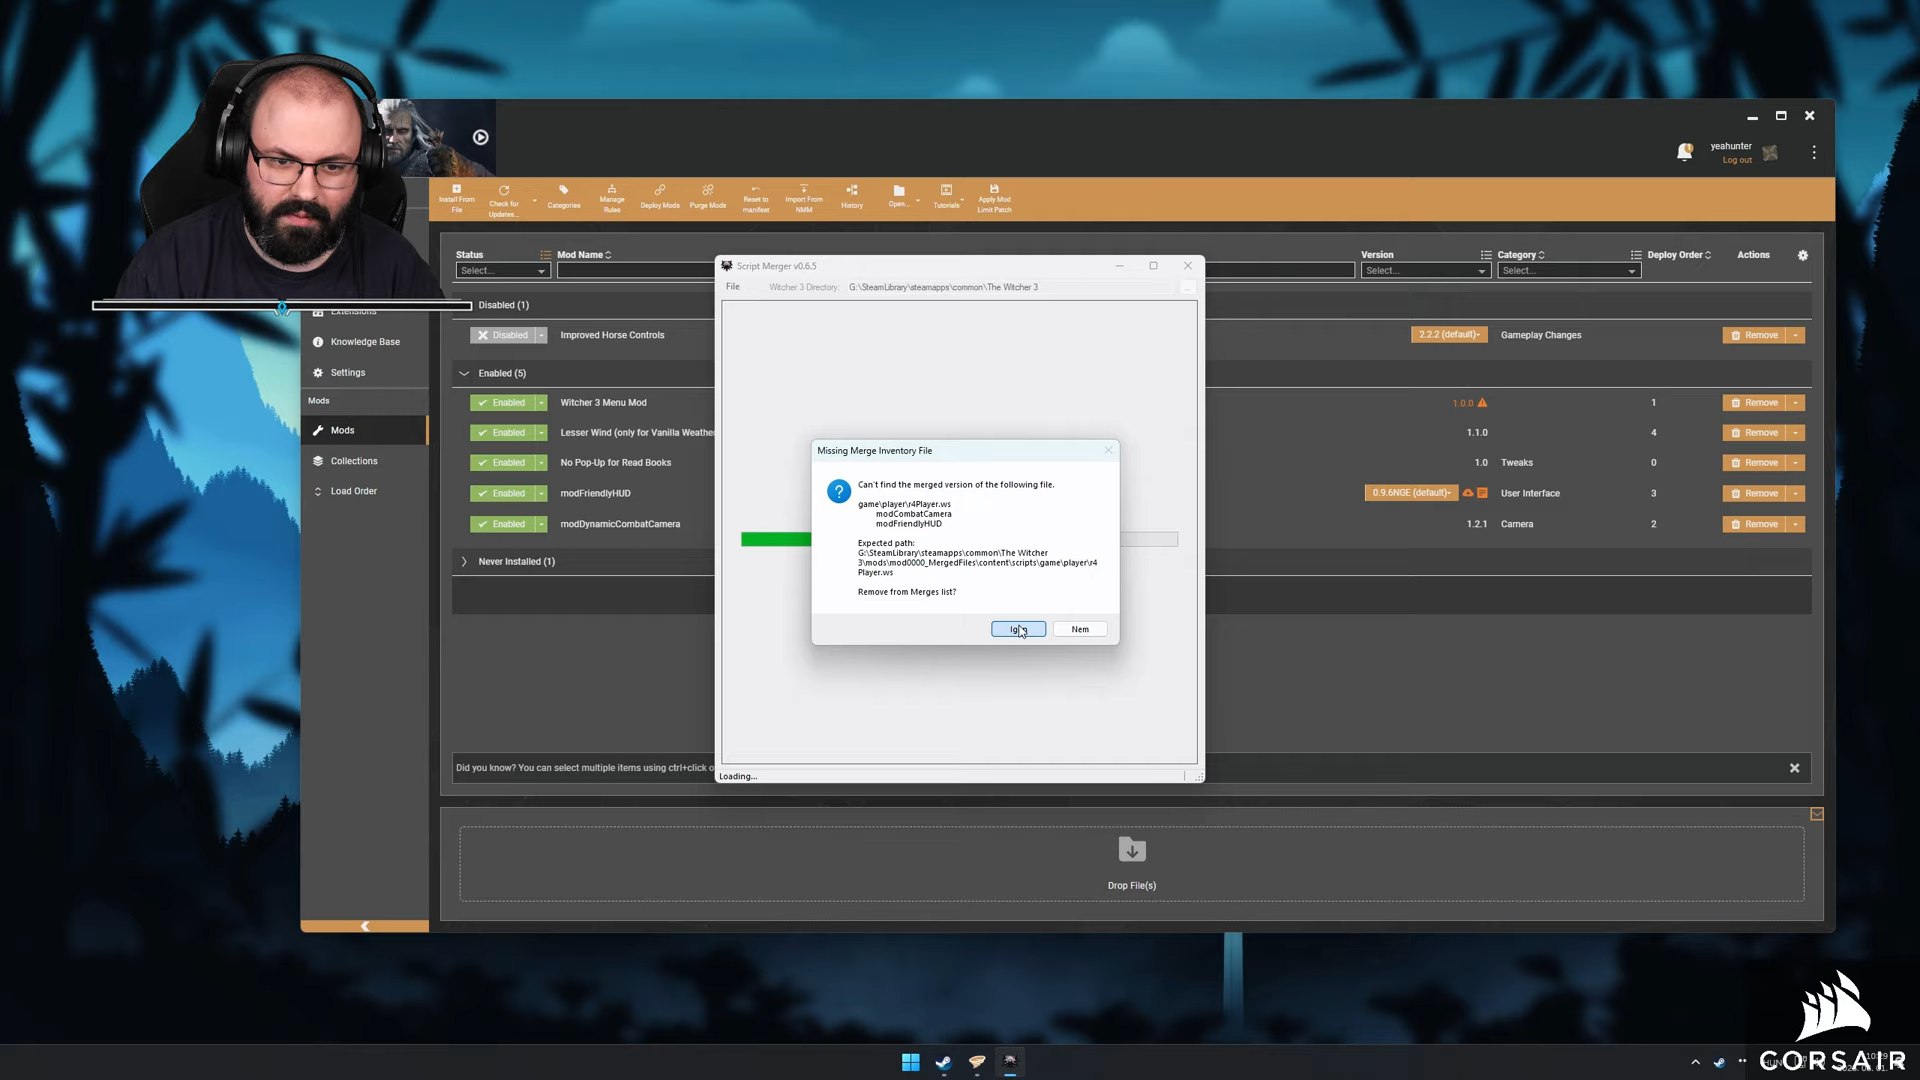 yeahunter
Log out
Install From
File
Check for
Updates...
Categories
Manage
Rules
Deploy Mods
Purge Mods
Reset to
manifest
Import From
NMM
History
Open...
Tutorials
Apply Mod
Limit Patch
Status
Mod Name
Version
Category
Deploy Order
Actions
Select...
Select...
Select...
Script Merger v0.6.5
File
Witcher 3 Directory:
G:\SteamLibrary\steamapps\common\The Witcher 3
...
Disabled (1)
Disabled
Improved Horse Controls
2.2.2 (default)
Gameplay Changes
Remove
Enabled (5)
Enabled
Witcher 3 Menu Mod
1.0.0
1
Remove
Enabled
Lesser Wind (only for Vanilla Weather
1.1.0
4
Remove
Enabled
No Pop-Up for Read Books
1.0
Tweaks
0
Remove
Enabled
modFriendlyHUD
0.9.6NGE (default)
User Interface
3
Remove
Enabled
modDynamicCombatCamera
1.2.1
Camera
2
Remove
Never Installed (1)
Extensions
Knowledge Base
Settings
Mods
Mods
Collections
Load Order
Missing Merge Inventory File
Can't find the merged version of the following file.
game\player\r4Player.ws
modCombatCamera
modFriendlyHUD
Expected path:
G:\SteamLibrary\steamapps\common\The Witcher
3\mods\mod0000_MergedFiles\content\scripts\game\player\r4
Player.ws
Remove from Merges list?
Nem
Loading...
Did you know? You can select multiple items using ctrl+click o
Drop File(s)
CORSAIR